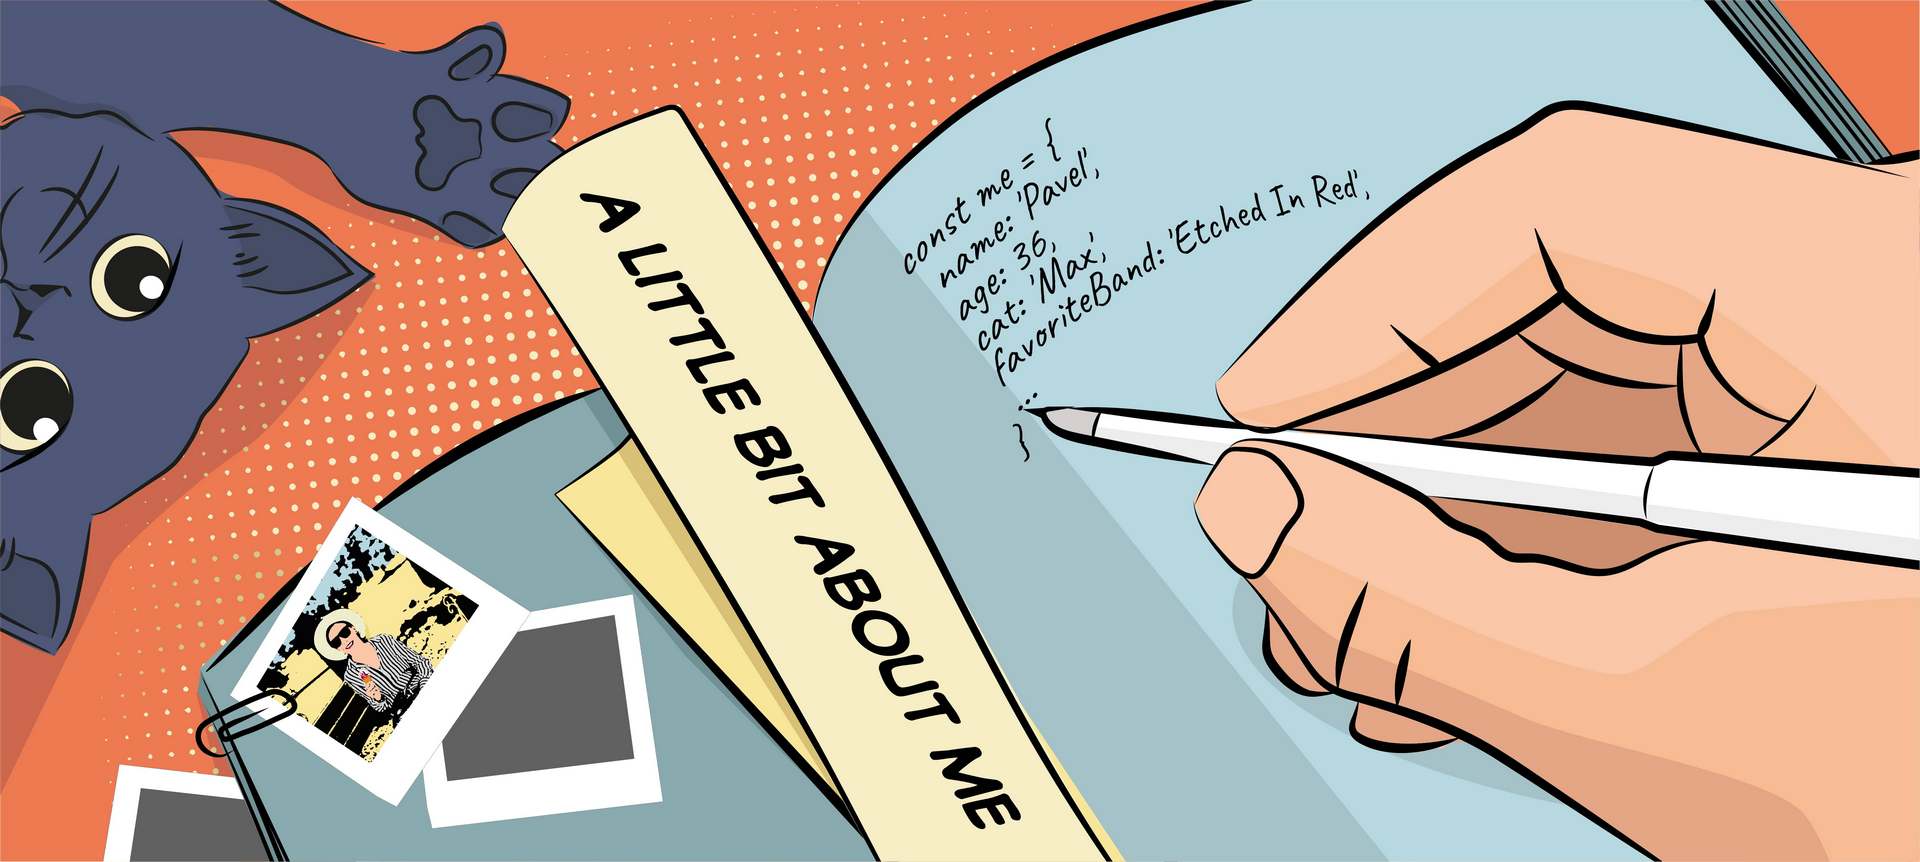 A LITTLE BIT ABOUT ME
const me = {
name: 'Pavel',
age: 36,
cat: 'Max',
favoriteBand: 'Etched In Red',
...
}